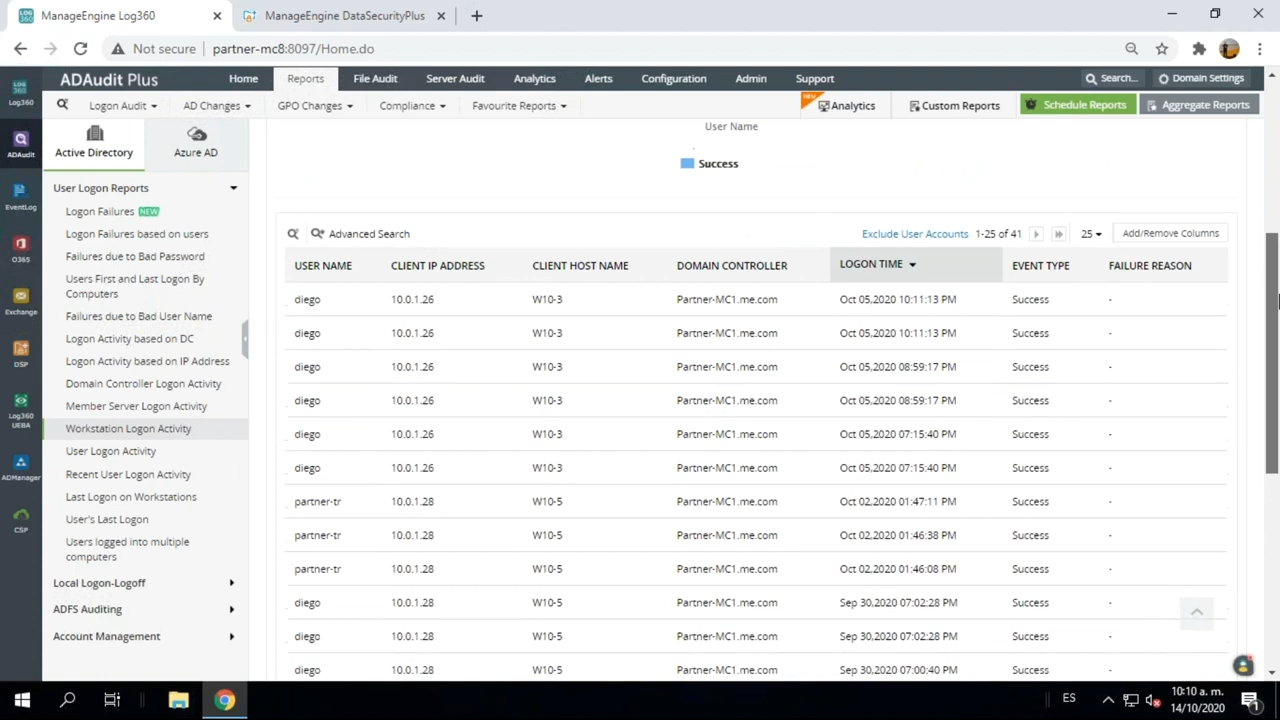 ManageEngine Log360
ManageEngine DataSecurityPlus
Not secure | partner-mc8:8097/Home.do
Log360
ADAudit
EventLog
O365
Exchange
DSP
Log360
UEBA
ADManager
CSP
ADAudit Plus
Home Reports File Audit Server Audit Analytics Alerts Configuration Admin Support
Search... Domain Settings
Logon Audit AD Changes GPO Changes Compliance Favourite Reports
Analytics Custom Reports Schedule Reports Aggregate Reports
Active Directory
Azure AD
User Logon Reports
Logon Failures NEW
Logon Failures based on users
Failures due to Bad Password
Users First and Last Logon By
Computers
Failures due to Bad User Name
Logon Activity based on DC
Logon Activity based on IP Address
Domain Controller Logon Activity
Member Server Logon Activity
Workstation Logon Activity
User Logon Activity
Recent User Logon Activity
Last Logon on Workstations
User's Last Logon
Users logged into multiple
computers
Local Logon-Logoff
ADFS Auditing
Account Management
User Name
Success
Advanced Search
Exclude User Accounts 1-25 of 41 25 Add/Remove Columns
USER NAME CLIENT IP ADDRESS CLIENT HOST NAME DOMAIN CONTROLLER LOGON TIME EVENT TYPE FAILURE REASON
diego 10.0.1.26 W10-3 Partner-MC1.me.com Oct 05,2020 10:11:13 PM Success -
diego 10.0.1.26 W10-3 Partner-MC1.me.com Oct 05,2020 10:11:13 PM Success -
diego 10.0.1.26 W10-3 Partner-MC1.me.com Oct 05,2020 08:59:17 PM Success -
diego 10.0.1.26 W10-3 Partner-MC1.me.com Oct 05,2020 08:59:17 PM Success -
diego 10.0.1.26 W10-3 Partner-MC1.me.com Oct 05,2020 07:15:40 PM Success -
diego 10.0.1.26 W10-3 Partner-MC1.me.com Oct 05,2020 07:15:40 PM Success -
partner-tr 10.0.1.28 W10-5 Partner-MC1.me.com Oct 02,2020 01:47:11 PM Success -
partner-tr 10.0.1.28 W10-5 Partner-MC1.me.com Oct 02,2020 01:46:38 PM Success -
partner-tr 10.0.1.28 W10-5 Partner-MC1.me.com Oct 02,2020 01:46:08 PM Success -
diego 10.0.1.28 W10-5 Partner-MC1.me.com Sep 30,2020 07:02:28 PM Success -
diego 10.0.1.28 W10-5 Partner-MC1.me.com Sep 30,2020 07:02:28 PM Success -
diego 10.0.1.28 W10-5 Partner-MC1.me.com Sep 30,2020 07:00:40 PM Success -
ES
10:10 a. m.
14/10/2020
1